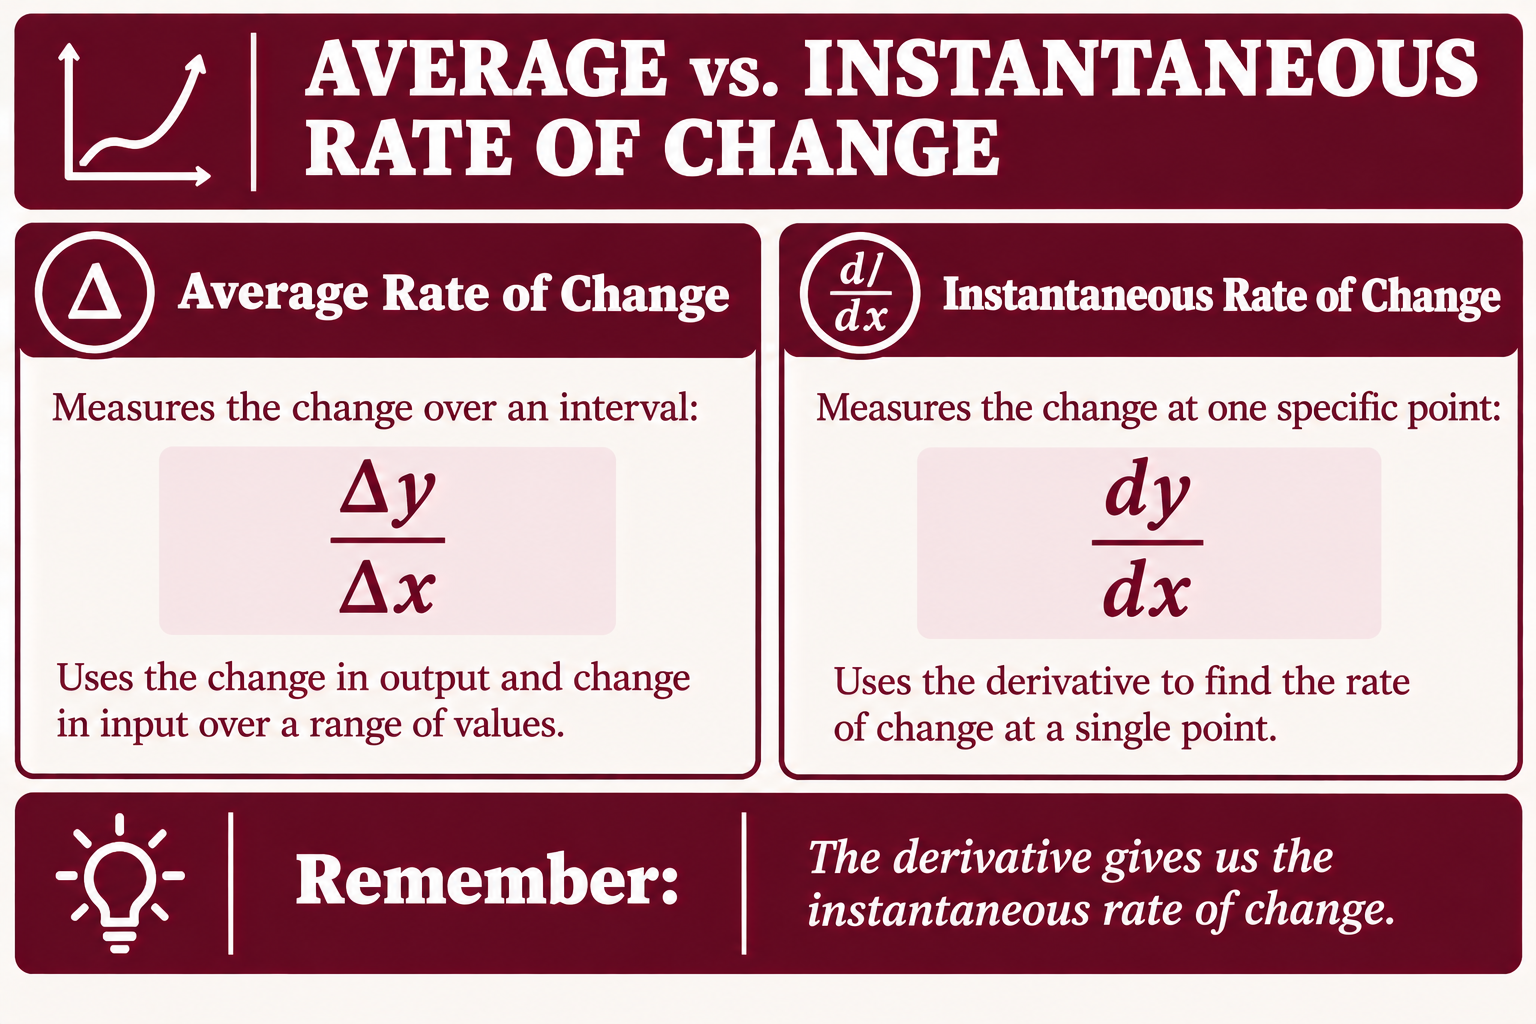 AVERAGE vs. INSTANTANEOUS
RATE OF CHANGE
Δ
Average Rate of Change
Measures the change over an interval:
Δy
Δx
Uses the change in output and change
in input over a range of values.
d/
dx
Instantaneous Rate of Change
Measures the change at one specific point:
dy
dx
Uses the derivative to find the rate
of change at a single point.
Remember:
The derivative gives us the
instantaneous rate of change.